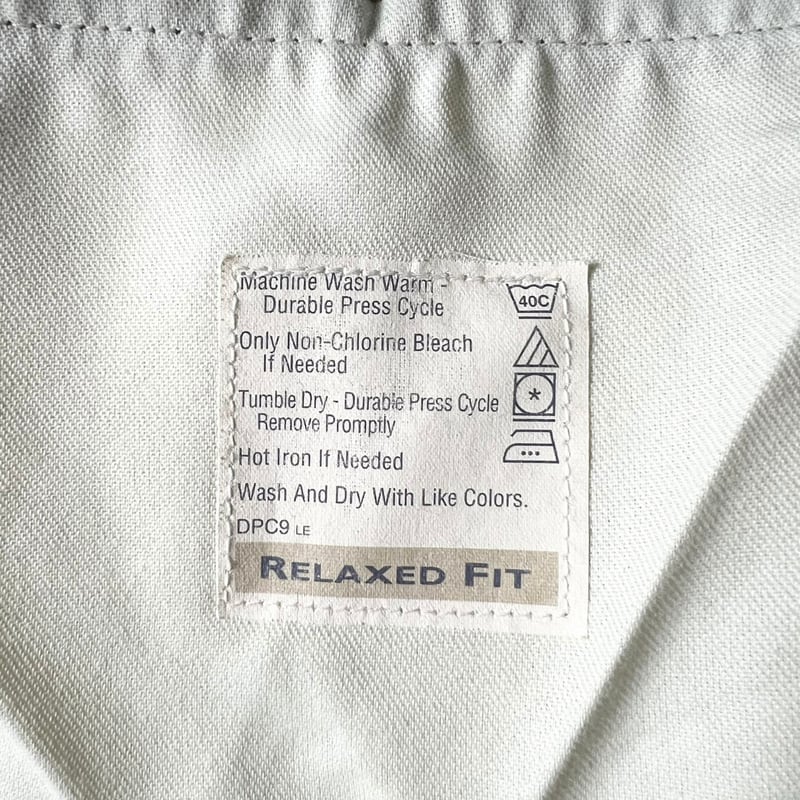 Machine Wash Warm -
Durable Press Cycle
40C
Only Non-Chlorine Bleach
If Needed
Tumble Dry - Durable Press Cycle
Remove Promptly
Hot Iron If Needed
Wash And Dry With Like Colors.
DPC9 LE
RELAXED FIT